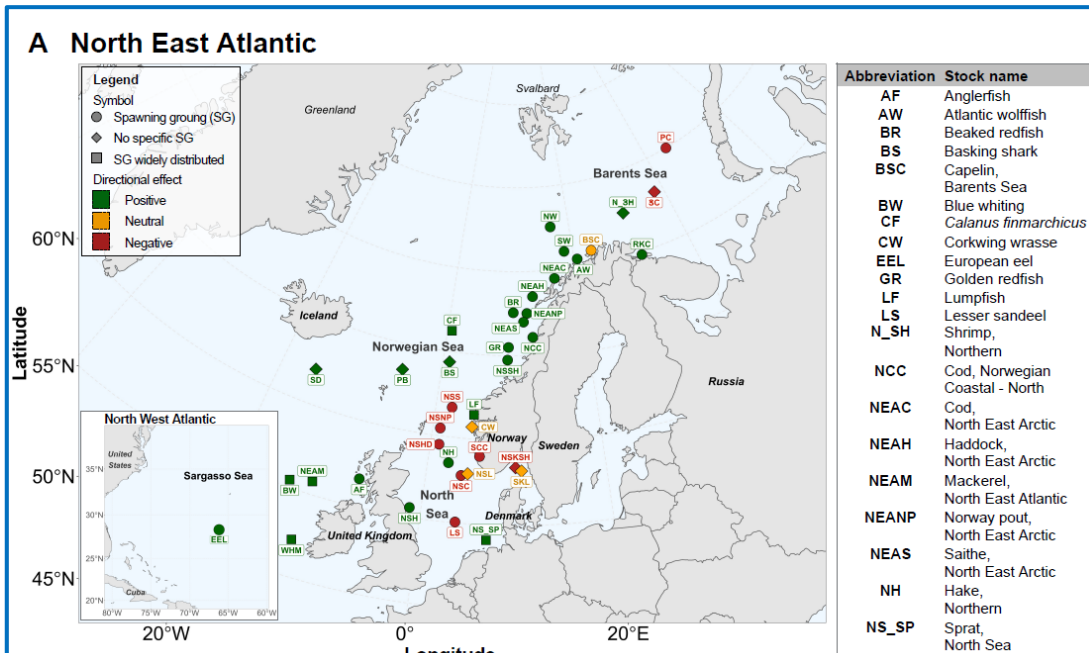 A North East Atlantic
Legend
Symbol
Spawning groung (SG)
No specific SG
SG widely distributed
Directional effect
Positive
Neutral
Negative
Greenland
Svalbard
Barents Sea
PC
SC
N_SH
NW
SW
BSC
RKC
AW
NEAC
NEAH
BR
NEANP
NEAS
NCC
GR
NSSH
Iceland
CF
Norwegian Sea
SD
PB
BS
Russia
NSS
LF
NSNP
CW
Norway
Sweden
NSHD
SCC
NH
NSKSH
NSL
NSC
SKL
North
Sea
NSH
LS
Denmark
NS_SP
United Kingdom
AF
NEAM
BW
WHM
North West Atlantic
United
States
Sargasso Sea
EEL
Cuba
35°N
30°N
25°N
20°N
80°W 75°W 70°W 65°W 60°W
60°N
55°N
50°N
45°N
Latitude
20°W 0° 20°E
Longitude
Abbreviation Stock name
AF Anglerfish
AW Atlantic wolffish
BR Beaked redfish
BS Basking shark
BSC Capelin,
Barents Sea
BW Blue whiting
CF Calanus finmarchicus
CW Corkwing wrasse
EEL European eel
GR Golden redfish
LF Lumpfish
LS Lesser sandeel
N_SH Shrimp,
Northern
NCC Cod, Norwegian
Coastal - North
NEAC Cod,
North East Arctic
NEAH Haddock,
North East Arctic
NEAM Mackerel,
North East Atlantic
NEANP Norway pout,
North East Arctic
NEAS Saithe,
North East Arctic
NH Hake,
Northern
NS_SP Sprat,
North Sea